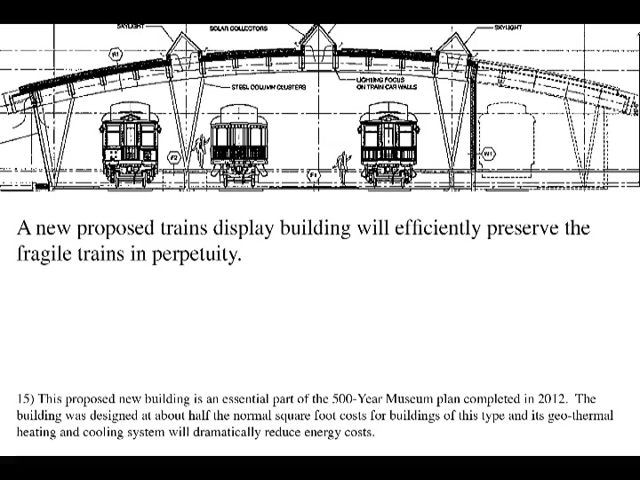 SKYLIGHT
SOLAR COLLECTORS
SKYLIGHT
R1
LIGHTING FOCUS
ON TRAIN CAR WALLS
STEEL COLUMN CLUSTERS
A new proposed trains display building will efficiently preserve the
fragile trains in perpetuity.
15) This proposed new building is an essential part of the 500-Year Museum plan completed in 2012. The
building was designed at about half the normal square foot costs for buildings of this type and its geo-thermal
heating and cooling system will dramatically reduce energy costs.